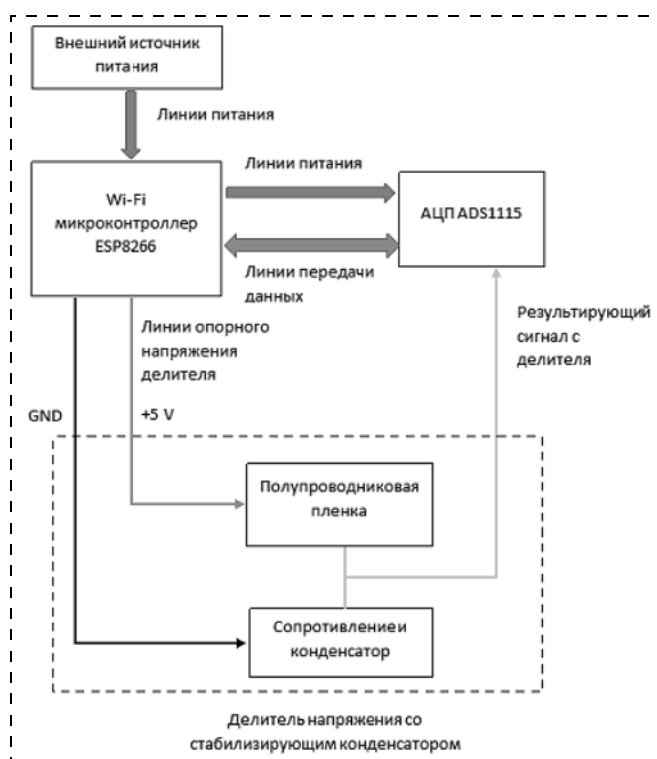 Внешний источник
питания
Линии питания
Линии питания
Wi-Fi
микроконтроллер
ESP8266
АЦП ADS1115
Линии передачи
данных
Результирующий
сигнал с
делителя
Линии опорного
напряжения
делителя
GND
+5 V
Полупроводниковая
пленка
Сопротивление и
конденсатор
Делитель напряжения со
стабилизирующим конденсатором